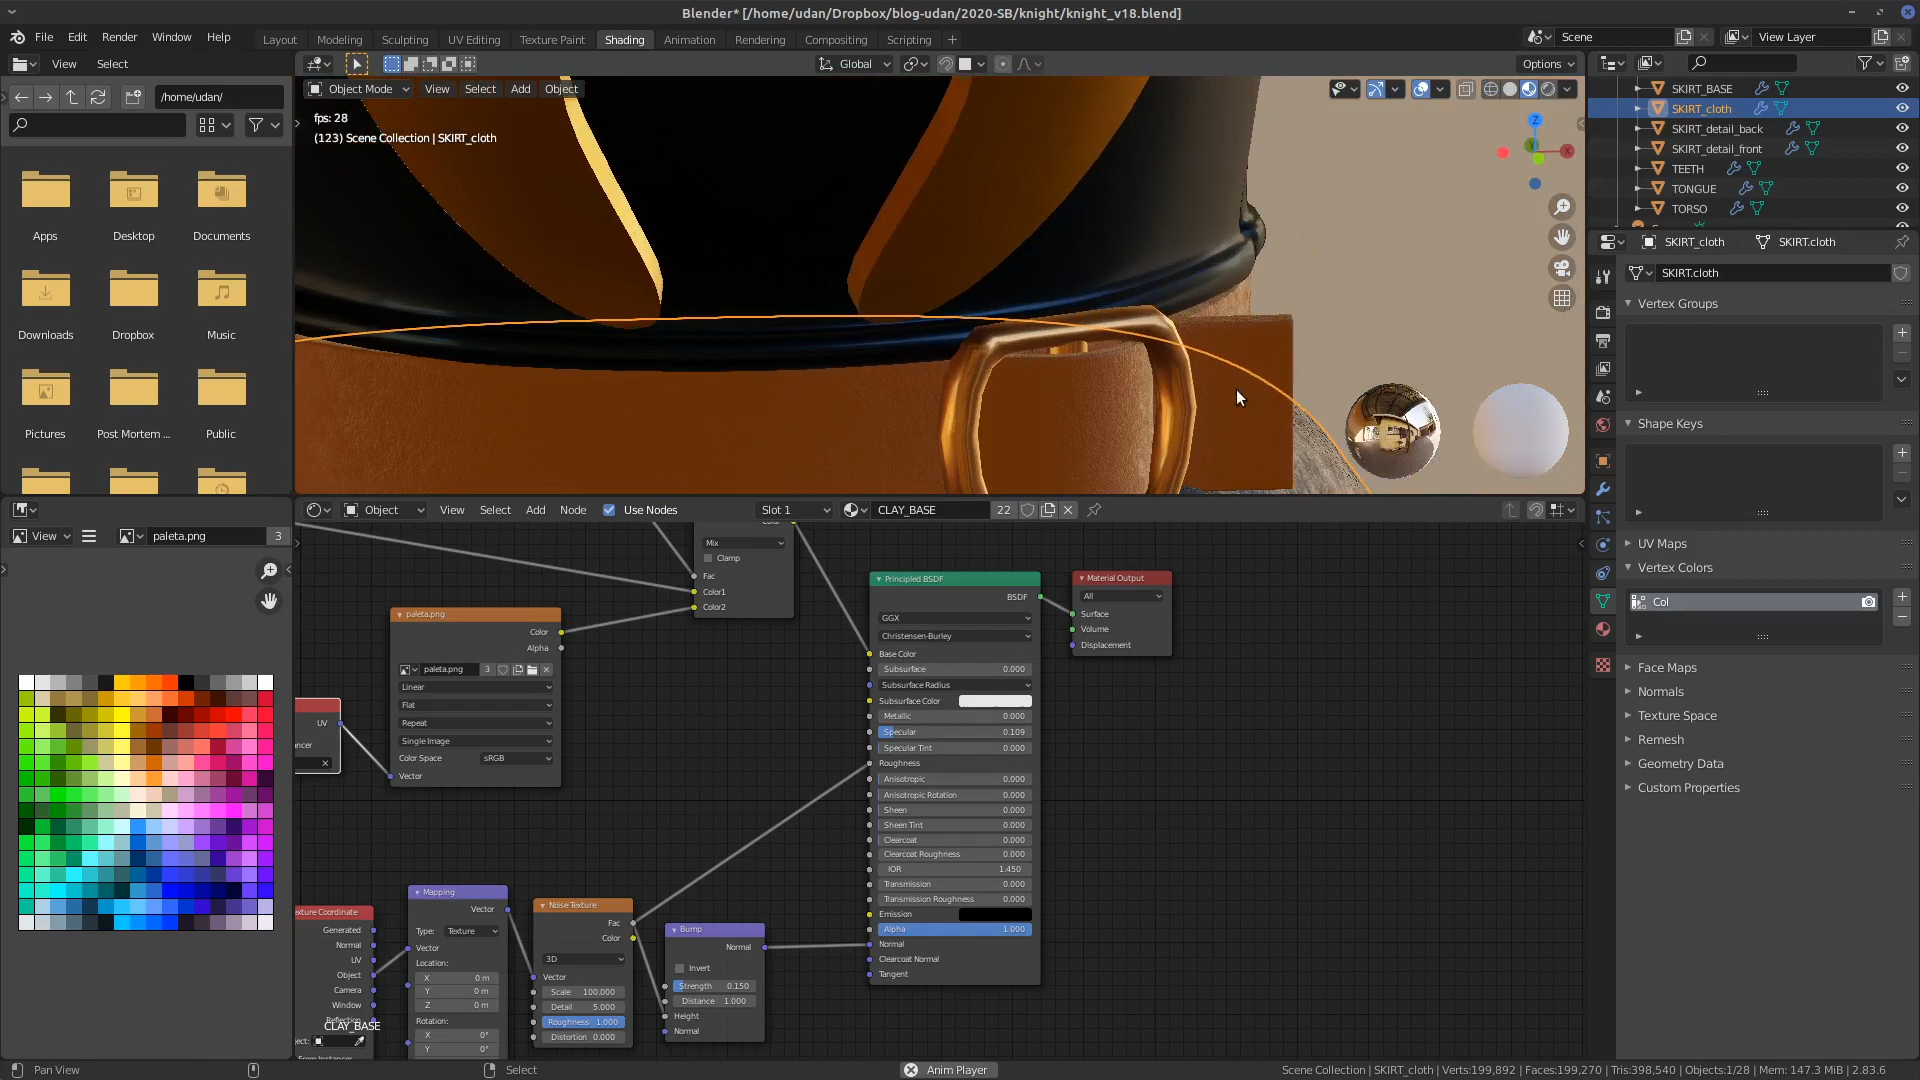 Blender* [/home/udan/Dropbox/blog-udan/2020-SB/knight/knight_v18.blend]
File Edit Render Window Help
Layout Modeling Sculpting UV Editing Texture Paint Shading Animation Rendering Compositing Scripting
Scene
View Layer
View Select
Global
Options
/home/udan/
Object Mode View Select Add Object
fps: 28
(123) Scene Collection | SKIRT_cloth
Z
Y
X
Apps
Desktop
Documents
Downloads
Dropbox
Music
Pictures
Post Mortem ...
Public
SKIRT_BASE
SKIRT_cloth
SKIRT_detail_back
SKIRT_detail_front
TEETH
TONGUE
TORSO
SKIRT_cloth
SKIRT.cloth
SKIRT.cloth
Vertex Groups
Shape Keys
UV Maps
Vertex Colors
Col
Face Maps
Normals
Texture Space
Remesh
Geometry Data
Custom Properties
View
paleta.png
3
Object View Select Add Node Use Nodes Slot 1 CLAY_BASE 22
Mix
Clamp
Fac
Color1
Color2
paleta.png
Color
Alpha
paleta.png 3
Linear
Flat
Repeat
Single Image
Color Space sRGB
Vector
UV
ncer
Principled BSDF
BSDF
GGX
Christensen-Burley
Base Color
Subsurface 0.000
Subsurface Radius
Subsurface Color
Metallic 0.000
Specular 0.109
Specular Tint 0.000
Roughness
Anisotropic 0.000
Anisotropic Rotation 0.000
Sheen 0.000
Sheen Tint 0.000
Clearcoat 0.000
Clearcoat Roughness 0.000
IOR 1.450
Transmission 0.000
Transmission Roughness 0.000
Emission
Alpha 1.000
Normal
Clearcoat Normal
Tangent
Material Output
All
Surface
Volume
Displacement
exture Coordinate
Generated
Normal
UV
Object
Camera
Window
Reflection
ect:
CLAY_BASE
Mapping
Vector
Type: Texture
Vector
Location:
X 0 m
Y 0 m
Z 0 m
Rotation:
X 0°
Y 0°
Noise Texture
Fac
Color
3D
Vector
Scale 100.000
Detail 5.000
Roughness 1.000
Distortion 0.000
Bump
Normal
Invert
Strength 0.150
Distance 1.000
Height
Normal
Pan View
Select
Anim Player
Scene Collection | SKIRT_cloth | Verts:199,892 | Faces:199,270 | Tris:398,540 | Objects:1/28 | Mem: 147.3 MiB | 2.83.6